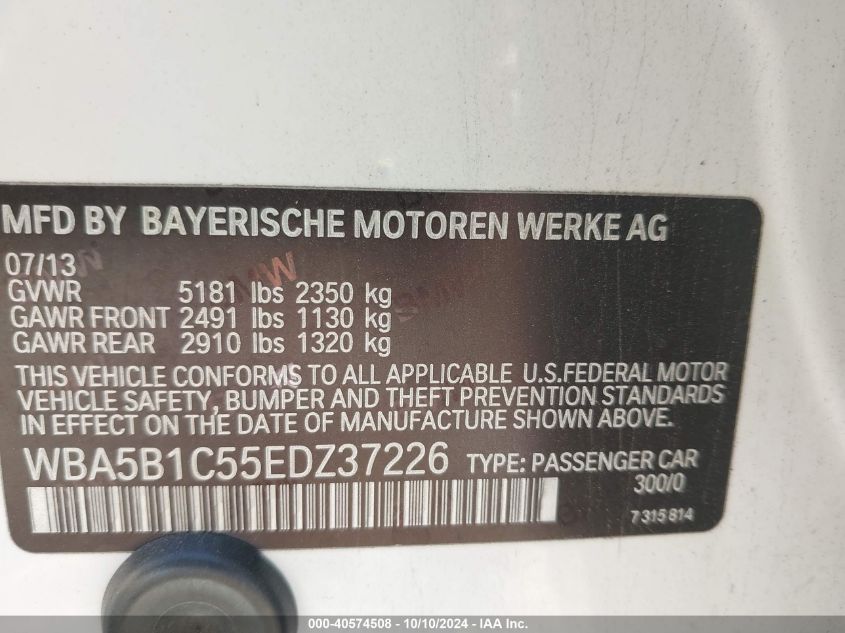 MFD BY BAYERISCHE MOTOREN WERKE AG
07/13
GVWR 5181 lbs 2350 kg
GAWR FRONT 2491 lbs 1130 kg
GAWR REAR 2910 lbs 1320 kg
THIS VEHICLE CONFORMS TO ALL APPLICABLE U.S.FEDERAL MOTOR
VEHICLE SAFETY, BUMPER AND THEFT PREVENTION STANDARDS
IN EFFECT ON THE DATE OF MANUFACTURE SHOWN ABOVE.
WBA5B1C55EDZ37226 TYPE: PASSENGER CAR
300/0
7 315 814
000-40574508 - 10/10/2024 - IAA Inc.